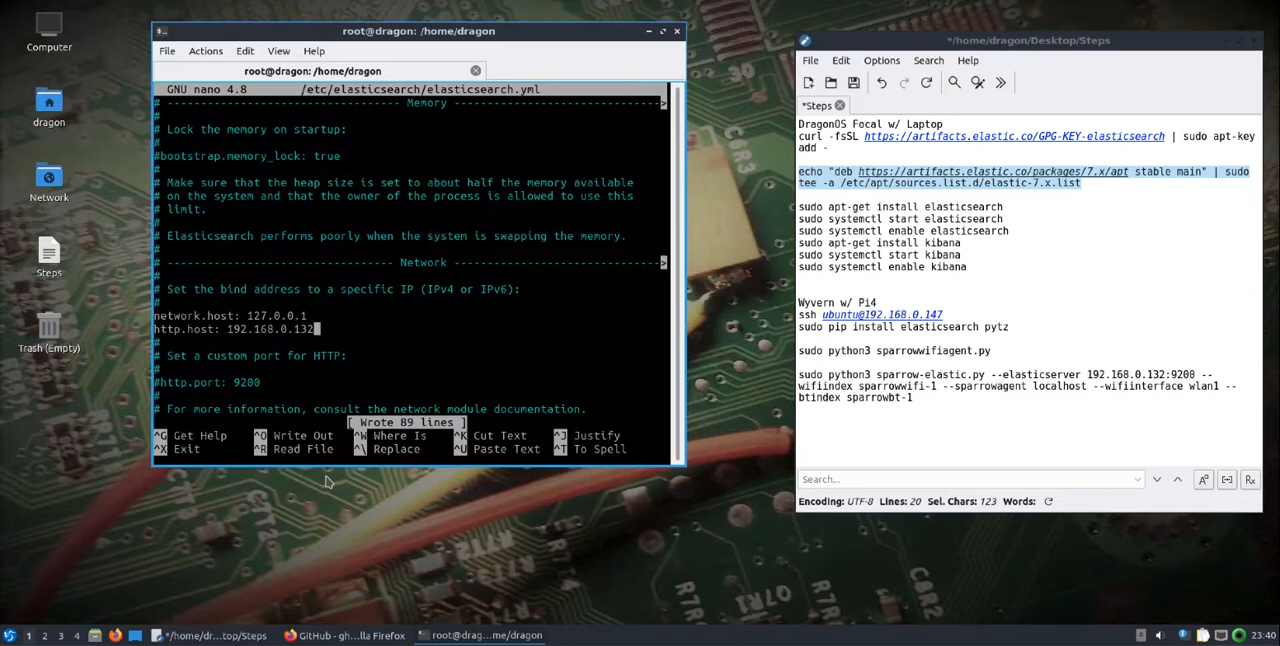 Computer
dragon
Network
Steps
Trash (Empty)
root@dragon: /home/dragon
File Actions Edit View Help
root@dragon: /home/dragon
GNU nano 4.8 /etc/elasticsearch/elasticsearch.yml
# ---------------------------------- Memory ----------------------------------->
#
# Lock the memory on startup:
#
#bootstrap.memory_lock: true
#
# Make sure that the heap size is set to about half the memory available
# on the system and that the owner of the process is allowed to use this
# limit.
#
# Elasticsearch performs poorly when the system is swapping the memory.
#
# ---------------------------------- Network ----------------------------------->
#
# Set the bind address to a specific IP (IPv4 or IPv6):
#
network.host: 127.0.0.1
http.host: 192.168.0.132
#
# Set a custom port for HTTP:
#
#http.port: 9200
#
# For more information, consult the network module documentation.
[ Wrote 89 lines ]
^G Get Help ^O Write Out ^W Where Is ^K Cut Text ^J Justify
^X Exit ^R Read File ^\ Replace ^U Paste Text ^T To Spell
*/home/dragon/Desktop/Steps
File Edit Options Search Help
*Steps
DragonOS Focal w/ Laptop
curl -fsSL https://artifacts.elastic.co/GPG-KEY-elasticsearch | sudo apt-key
add -
echo "deb https://artifacts.elastic.co/packages/7.x/apt stable main" | sudo
tee -a /etc/apt/sources.list.d/elastic-7.x.list
sudo apt-get install elasticsearch
sudo systemctl start elasticsearch
sudo systemctl enable elasticsearch
sudo apt-get install kibana
sudo systemctl start kibana
sudo systemctl enable kibana
Wyvern w/ Pi4
ssh ubuntu@192.168.0.147
sudo pip install elasticsearch pytz
sudo python3 sparrowwifiagent.py
sudo python3 sparrow-elastic.py --elasticserver 192.168.0.132:9200 --
wifiindex sparrowwifi-1 --sparrowagent localhost --wifiinterface wlan1 --
btindex sparrowbt-1
Search...
Encoding: UTF-8 Lines: 20 Sel. Chars: 123 Words:
1 2 3 4 */home/dr...top/Steps GitHub - gh...lla Firefox root@drag...me/dragon 23:40